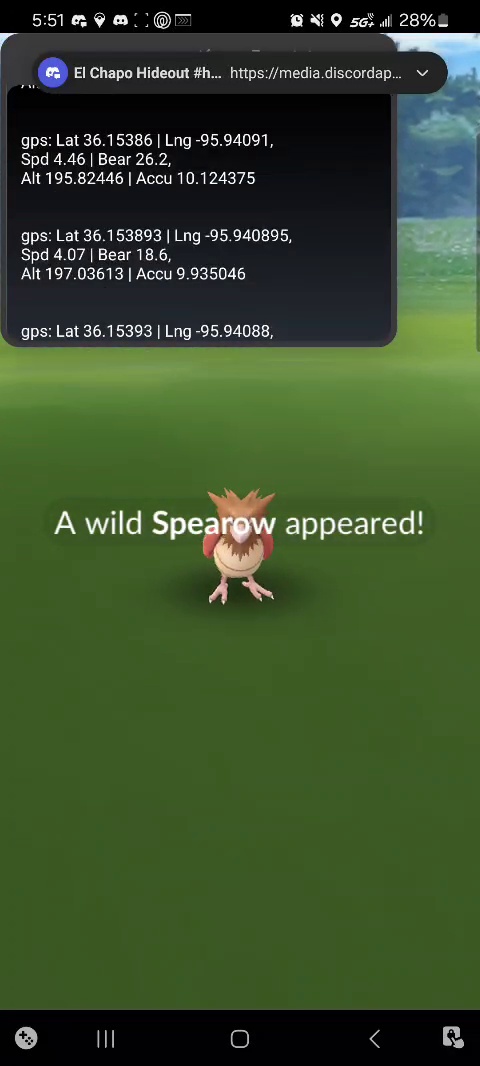 5:51
5G+
28%
El Chapo Hideout #h... https://media.discordap...
gps: Lat 36.15386 | Lng -95.94091,
Spd 4.46 | Bear 26.2,
Alt 195.82446 | Accu 10.124375
gps: Lat 36.153893 | Lng -95.940895,
Spd 4.07 | Bear 18.6,
Alt 197.03613 | Accu 9.935046
gps: Lat 36.15393 | Lng -95.94088,
A wild Spearow appeared!